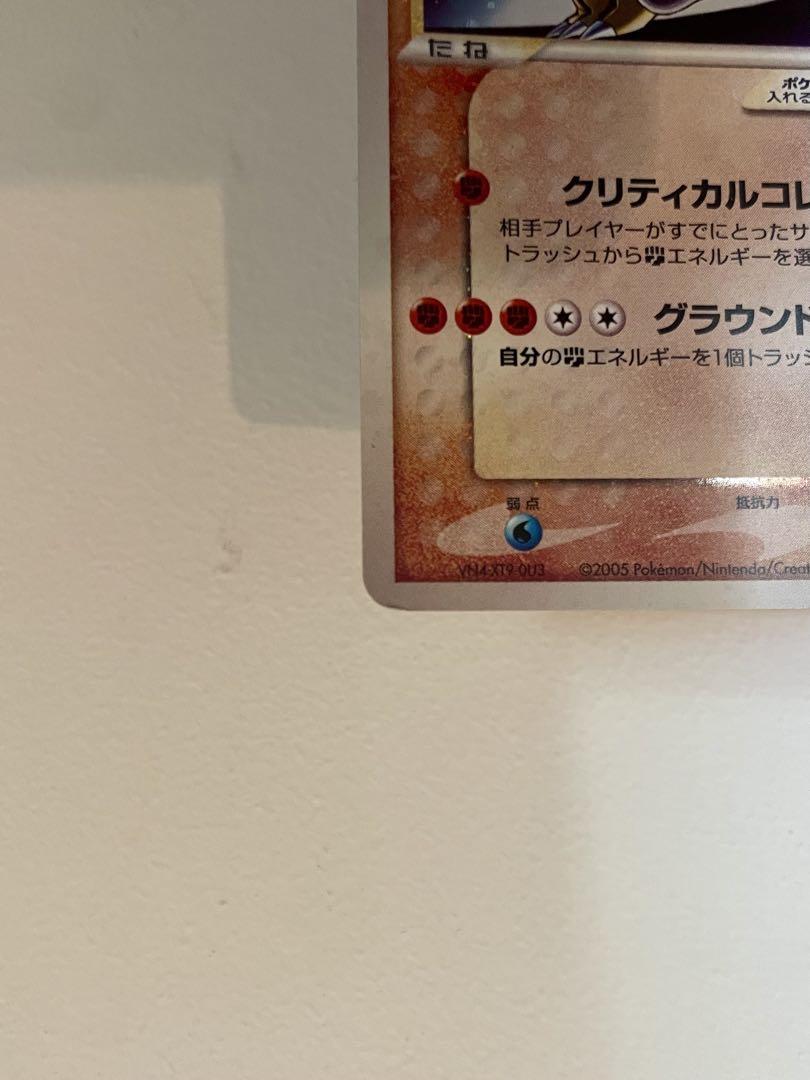 たね
ポケ
入れる
クリティカルコレ
相手プレイヤーがすでにとったサ
トラッシュからエネルギーを選
グラウンド
自分のエネルギーを1個トラッシ
弱点 抵抗力
VN4-XT9-0U3 ©2005 Pokémon/Nintendo/Creat